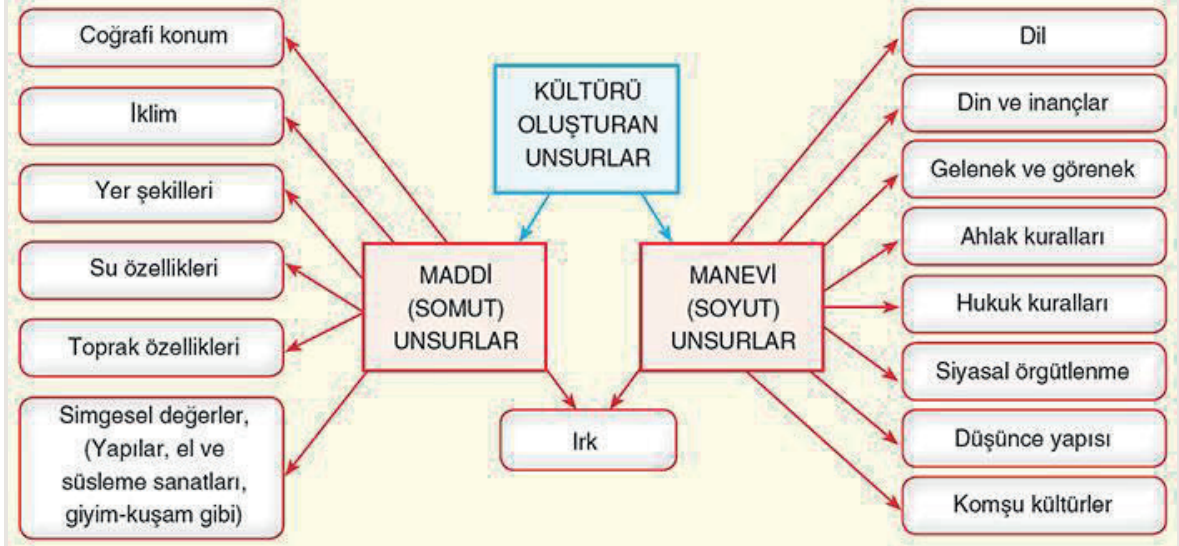 KÜLTÜRÜ
OLUŞTURAN
UNSURLAR
MADDİ
(SOMUT)
UNSURLAR
Coğrafi konum
İklim
Yer şekilleri
Su özellikleri
Toprak özellikleri
Simgesel değerler,
(Yapılar, el ve
süsleme sanatları,
giyim-kuşam gibi)
Irk
MANEVİ
(SOYUT)
UNSURLAR
Dil
Din ve inançlar
Gelenek ve görenek
Ahlak kuralları
Hukuk kuralları
Siyasal örgütlenme
Düşünce yapısı
Komşu kültürler